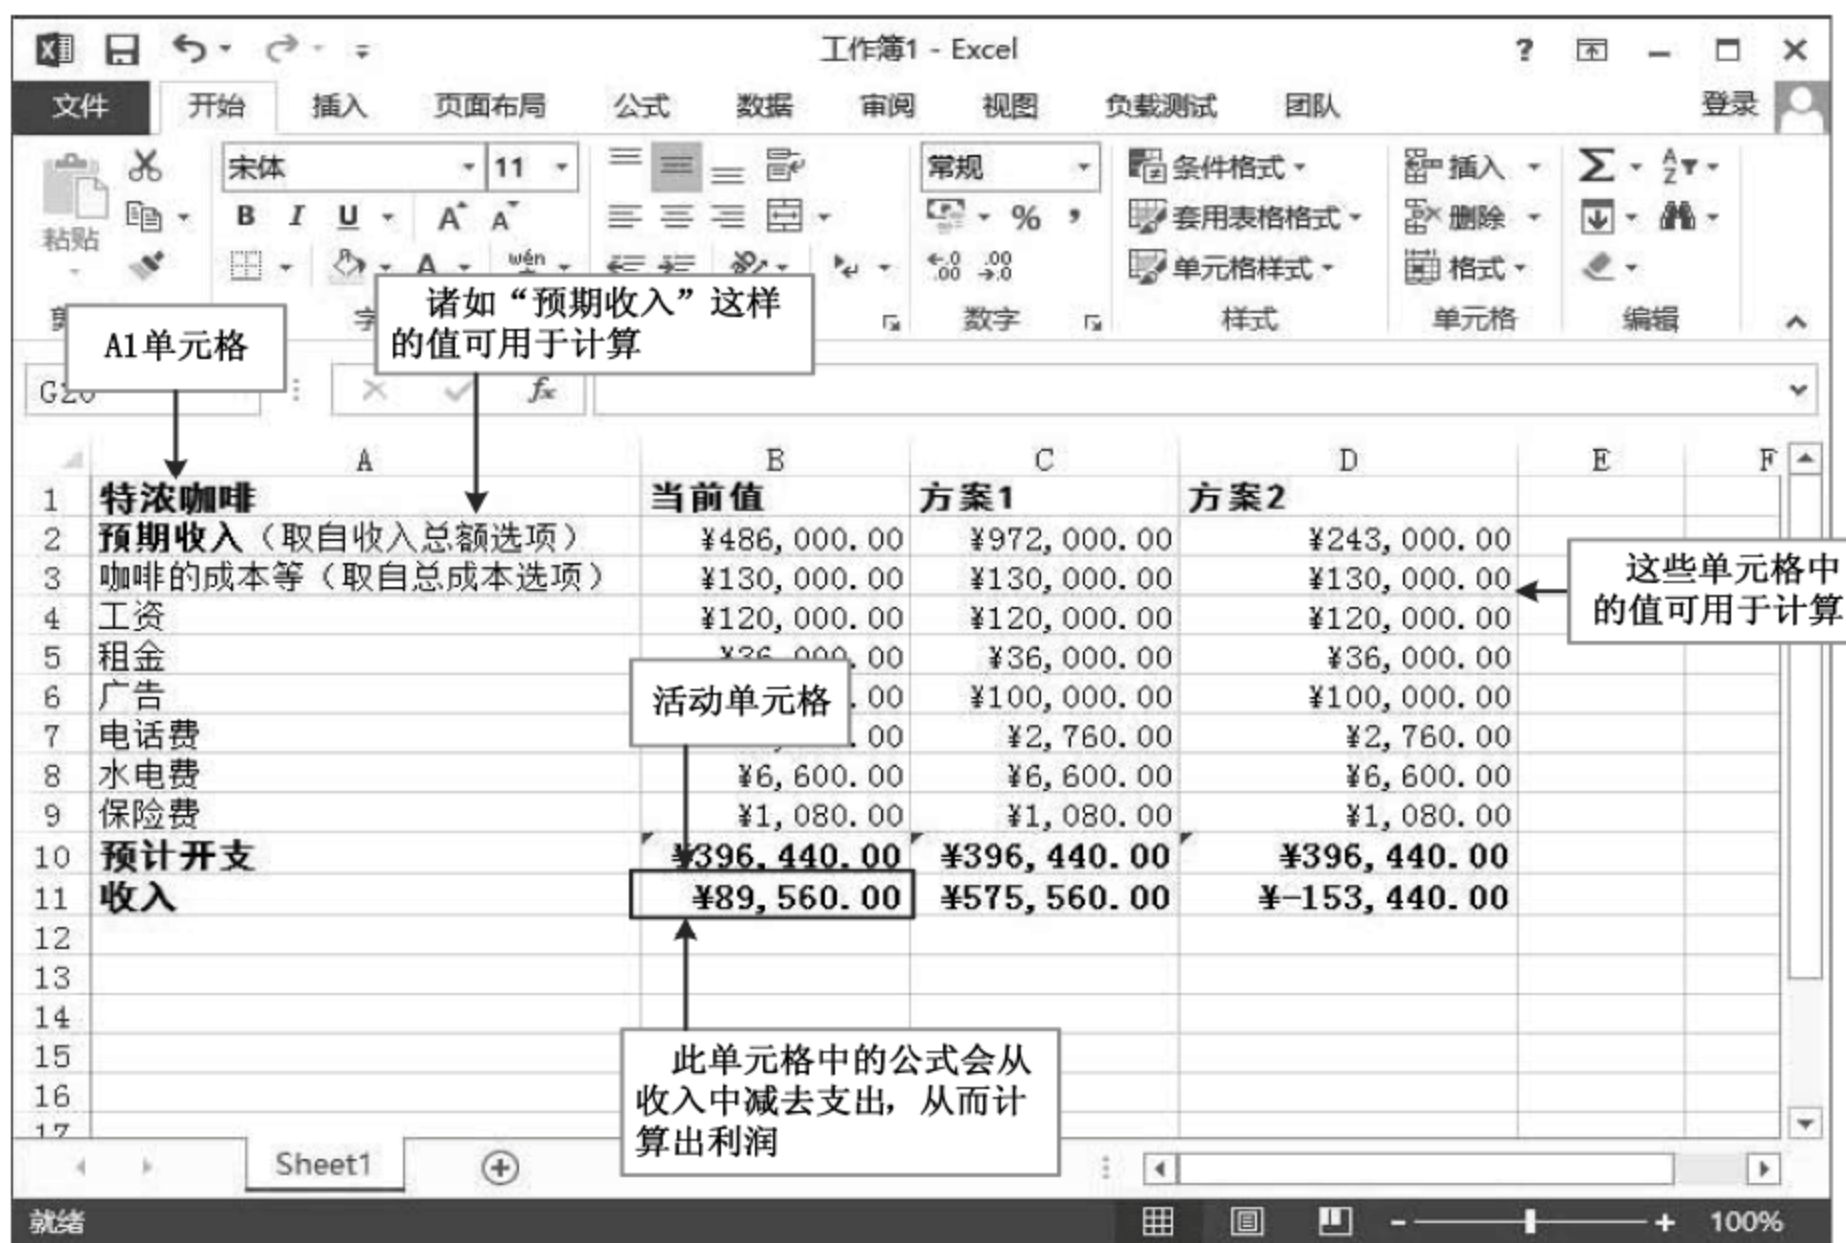 工作簿1 - Excel
文件 开始 插入 页面布局 公式 数据 审阅 视图 负载测试 团队 登录
宋体 11 常规 条件格式 插入
粘贴 B I U A A % 套用表格格式 删除
A wén 单元格样式 格式
数字 样式 单元格 编辑
A1单元格
诸如“预期收入”这样
的值可用于计算
fx
A B C D E F
1 特浓咖啡 当前值 方案1 方案2
2 预期收入（取自收入总额选项） ¥486,000.00 ¥972,000.00 ¥243,000.00
3 咖啡的成本等（取自总成本选项） ¥130,000.00 ¥130,000.00 ¥130,000.00
4 工资 ¥120,000.00 ¥120,000.00 ¥120,000.00
5 租金 ¥36,000.00 ¥36,000.00 ¥36,000.00
6 广告 .00 ¥100,000.00 ¥100,000.00
7 电话费 .00 ¥2,760.00 ¥2,760.00
8 水电费 ¥6,600.00 ¥6,600.00 ¥6,600.00
9 保险费 ¥1,080.00 ¥1,080.00 ¥1,080.00
10 预计开支 ¥396,440.00 ¥396,440.00 ¥396,440.00
11 收入 ¥89,560.00 ¥575,560.00 ¥-153,440.00
12
13
14
15
16
17
这些单元格中
的值可用于计算
活动单元格
此单元格中的公式会从
收入中减去支出，从而计
算出利润
Sheet1
就绪 100%